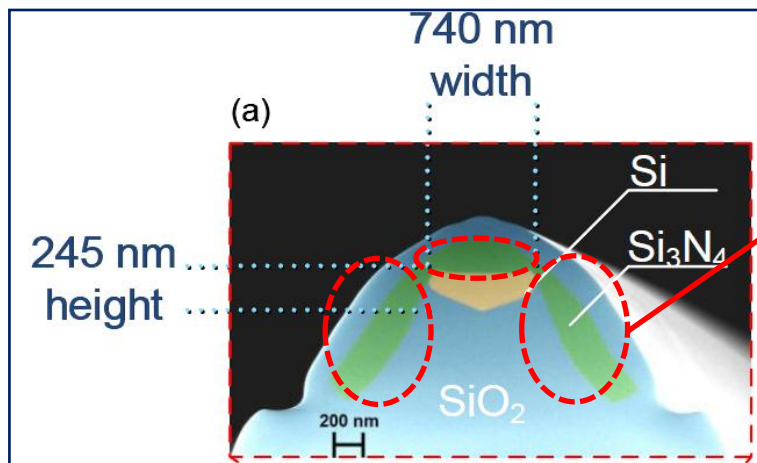 740 nm
width
(a)
Si
Si₃N₄
245 nm
height
SiO₂
200 nm